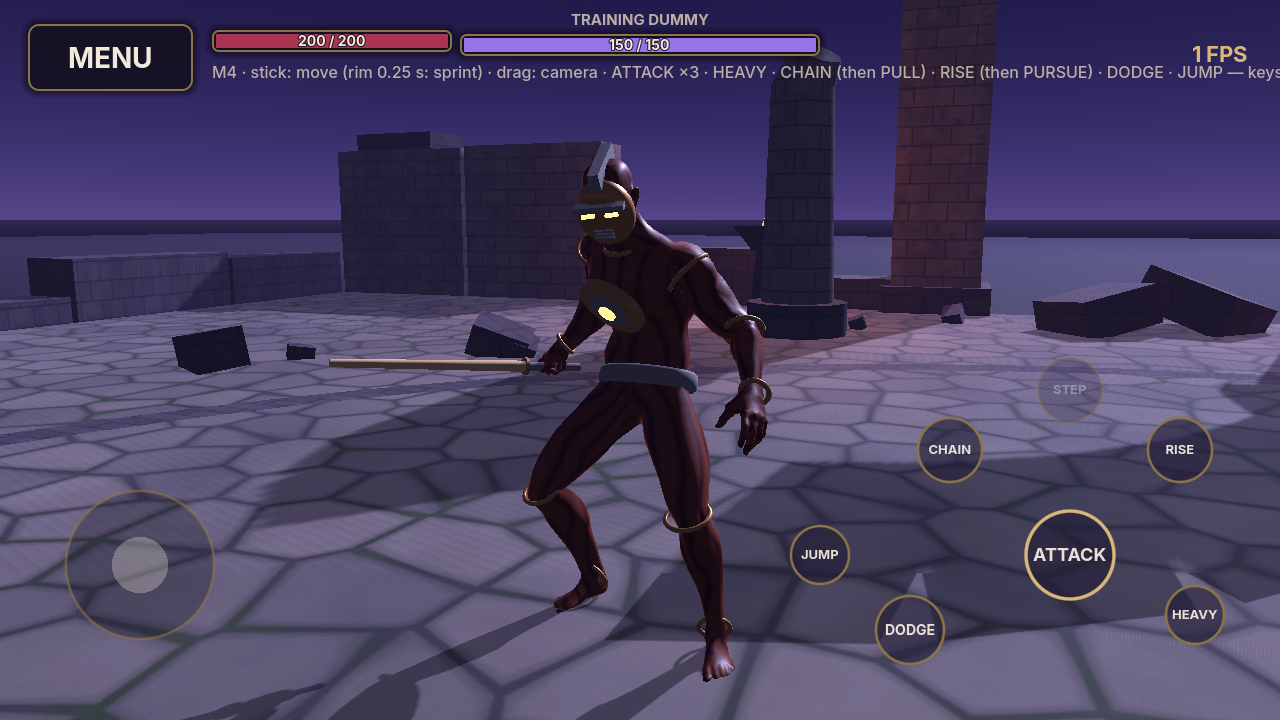 MENU
TRAINING DUMMY
200 / 200
150 / 150
1 FPS
M4 · stick: move (rim 0.25 s: sprint) · drag: camera · ATTACK ×3 · HEAVY · CHAIN (then PULL) · RISE (then PURSUE) · DODGE · JUMP — keys
STEP
CHAIN
RISE
JUMP
ATTACK
HEAVY
DODGE